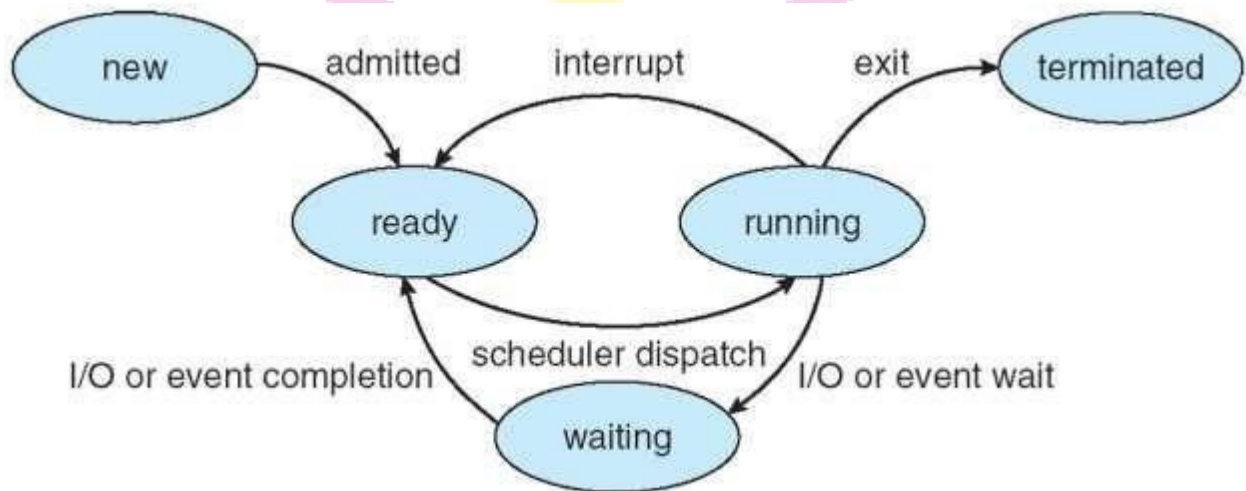 new
admitted
interrupt
exit
terminated
ready
running
scheduler dispatch
I/O or event completion
I/O or event wait
waiting